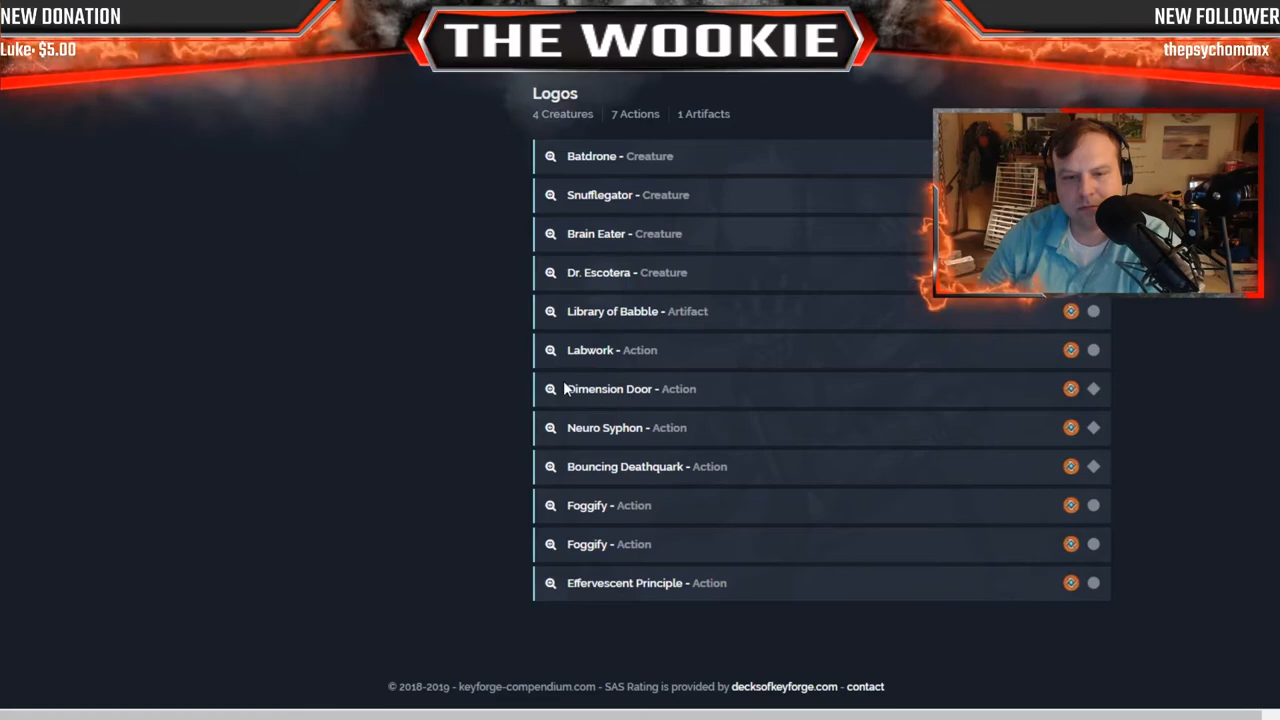 NEW DONATION
Luke: $5.00
THE WOOKIE
NEW FOLLOWER
thepsychomanx
Logos
4 Creatures 7 Actions 1 Artifacts
Batdrone - Creature
Snufflegator - Creature
Brain Eater - Creature
Dr. Escotera - Creature
Library of Babble - Artifact
Labwork - Action
Dimension Door - Action
Neuro Syphon - Action
Bouncing Deathquark - Action
Foggify - Action
Foggify - Action
Effervescent Principle - Action
© 2018-2019 - keyforge-compendium.com - SAS Rating is provided by decksofkeyforge.com - contact